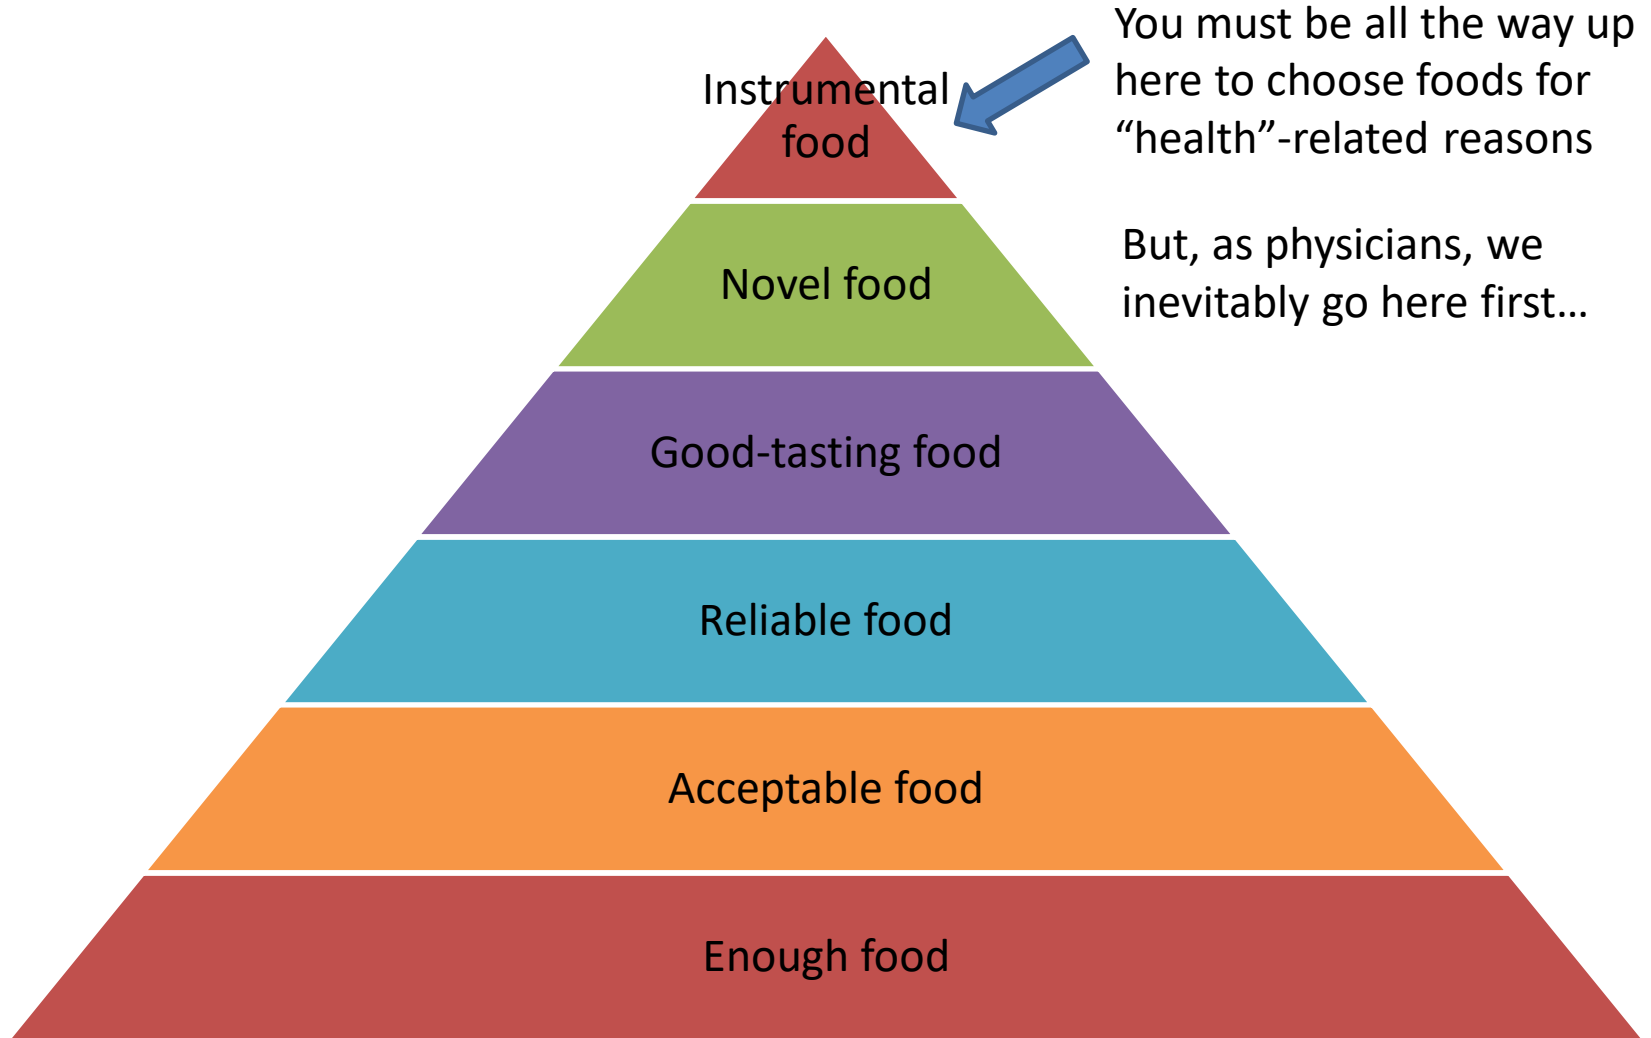 You must be all the way up
here to choose foods for
“health”-related reasons
But, as physicians, we
inevitably go here first…
Instrumental
food
Novel food
Good-tasting food
Reliable food
Acceptable food
Enough food